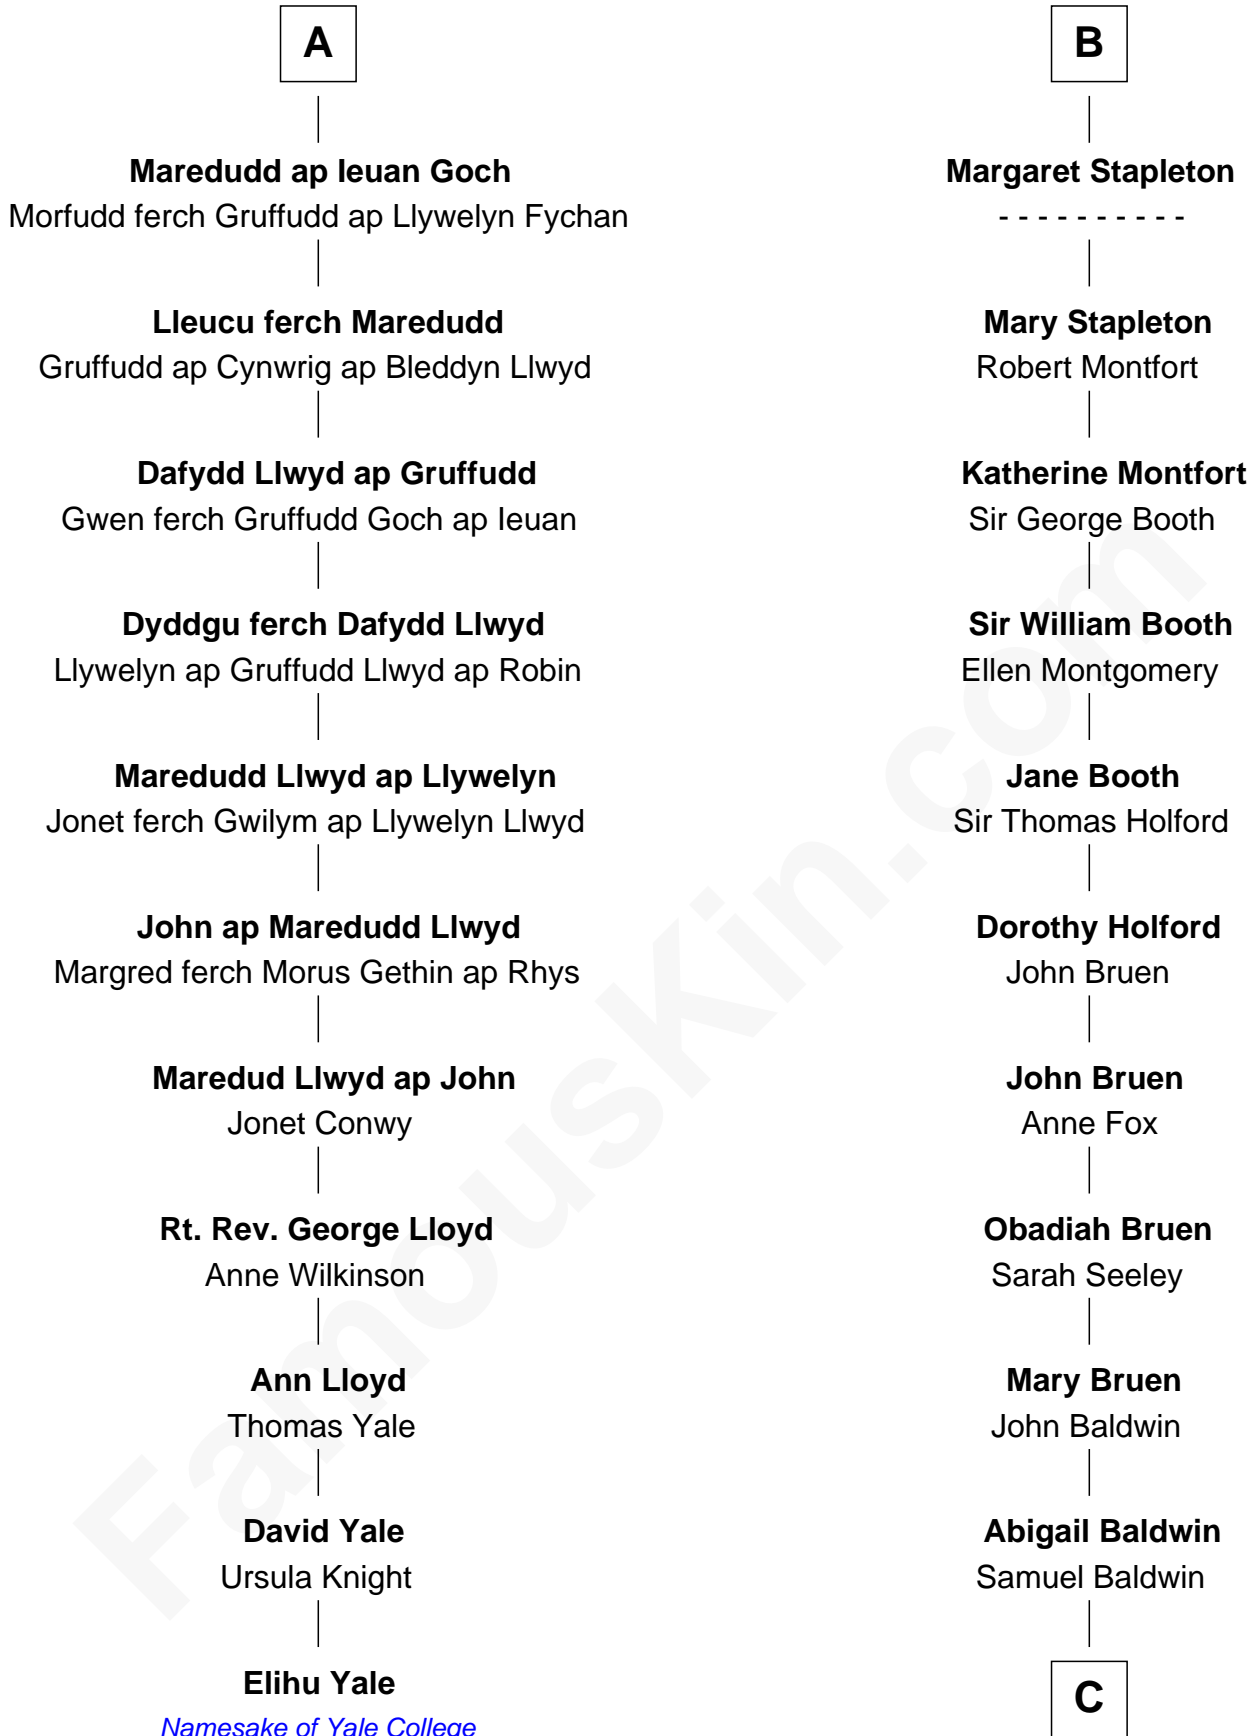 A
Maredudd ap Ieuan Goch
Morfudd ferch Gruffudd ap Llywelyn Fychan
Lleucu ferch Maredudd
Gruffudd ap Cynwrig ap Bleddyn Llwyd
Dafydd Llwyd ap Gruffudd
Gwen ferch Gruffudd Goch ap Ieuan
Dyddgu ferch Dafydd Llwyd
Llywelyn ap Gruffudd Llwyd ap Robin
Maredudd Llwyd ap Llywelyn
Jonet ferch Gwilym ap Llywelyn Llwyd
John ap Maredudd Llwyd
Margred ferch Morus Gethin ap Rhys
Maredud Llwyd ap John
Jonet Conwy
Rt. Rev. George Lloyd
Anne Wilkinson
Ann Lloyd
Thomas Yale
David Yale
Ursula Knight
Elihu Yale
Namesake of Yale College
B
Margaret Stapleton
- - - - - - - - - -
Mary Stapleton
Robert Montfort
Katherine Montfort
Sir George Booth
Sir William Booth
Ellen Montgomery
Jane Booth
Sir Thomas Holford
Dorothy Holford
John Bruen
John Bruen
Anne Fox
Obadiah Bruen
Sarah Seeley
Mary Bruen
John Baldwin
Abigail Baldwin
Samuel Baldwin
C
FamousKin.com